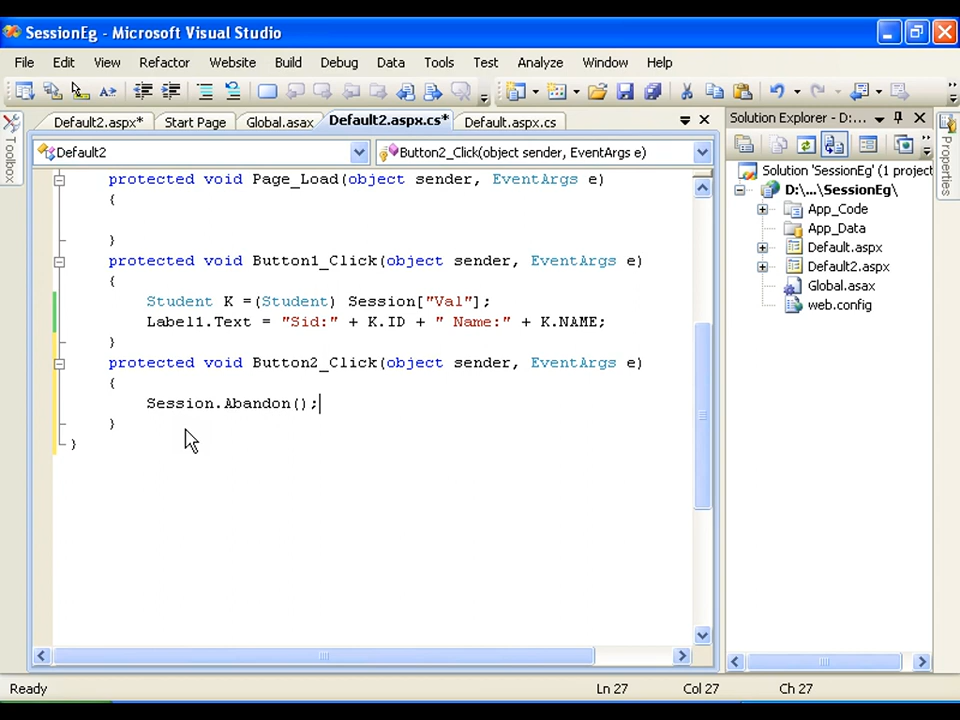 SessionEg - Microsoft Visual Studio
File Edit View Refactor Website Build Debug Data Tools Test Analyze Window Help
Default2.aspx* Start Page Global.asax Default2.aspx.cs* Default.aspx.cs
Solution Explorer - D:...
Default2 Button2_Click(object sender, EventArgs e)
Toolbox
Properties
protected void Page_Load(object sender, EventArgs e)
{
}
protected void Button1_Click(object sender, EventArgs e)
{
Student K =(Student) Session["Val"];
Label1.Text = "Sid:" + K.ID + " Name:" + K.NAME;
}
protected void Button2_Click(object sender, EventArgs e)
{
Session.Abandon();
}
}
Solution 'SessionEg' (1 project
D:\...\SessionEg\
App_Code
App_Data
Default.aspx
Default2.aspx
Global.asax
web.config
Ready Ln 27 Col 27 Ch 27